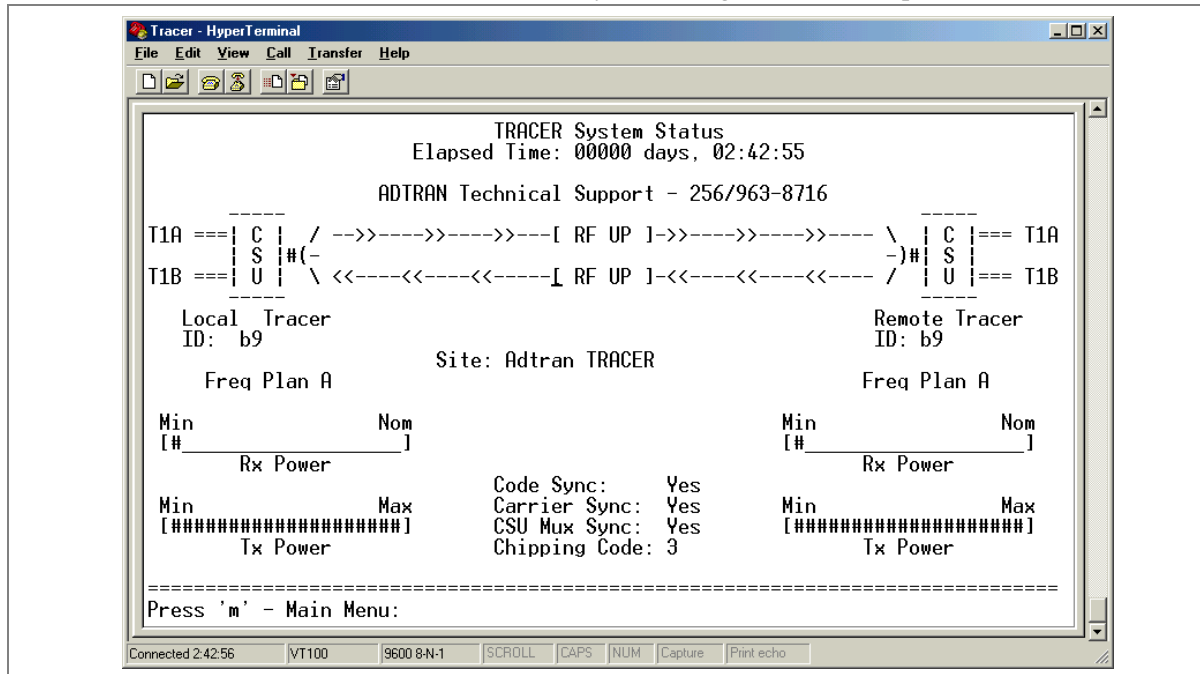 Tracer - HyperTerminal
File Edit View Call Transfer Help
TRACER System Status
Elapsed Time: 00000 days, 02:42:55
ADTRAN Technical Support - 256/963-8716
----- -----
T1A ===| C | / -->>----->>----->>---[ RF UP ]->>----->>----->>---- \ | C |=== T1A
| S |#(- -)#| S |
T1B ===| U | \ <<----<<----<<-----[ RF UP ]-<<----<<----<<---- / | U |=== T1B
----- -----
Local Tracer Remote Tracer
ID: b9 ID: b9
Site: Adtran TRACER
Freq Plan A Freq Plan A
Min Nom Min Nom
[#____________________] [#____________________]
Rx Power Rx Power
Code Sync: Yes
Min Max Carrier Sync: Yes Min Max
[#####################] CSU Mux Sync: Yes [#####################]
Tx Power Chipping Code: 3 Tx Power
================================================================================
Press 'm' - Main Menu:
Connected 2:42:56 VT100 9600 8-N-1 SCROLL CAPS NUM Capture Print echo